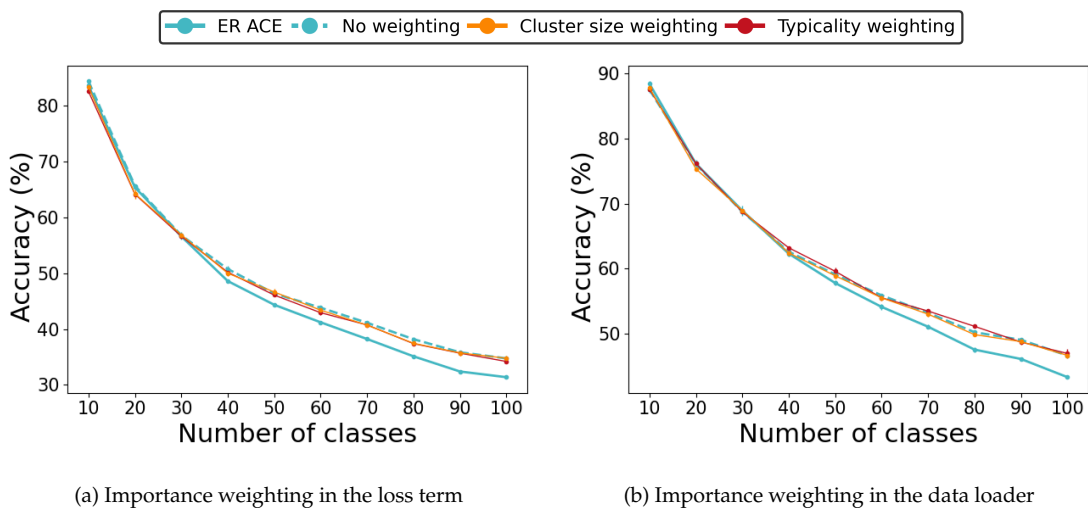 ER ACE No weighting Cluster size weighting Typicality weighting
Accuracy (%)
80
70
60
50
40
30
10 20 30 40 50 60 70 80 90 100
Number of classes
(a) Importance weighting in the loss term
Accuracy (%)
90
80
70
60
50
10 20 30 40 50 60 70 80 90 100
Number of classes
(b) Importance weighting in the data loader